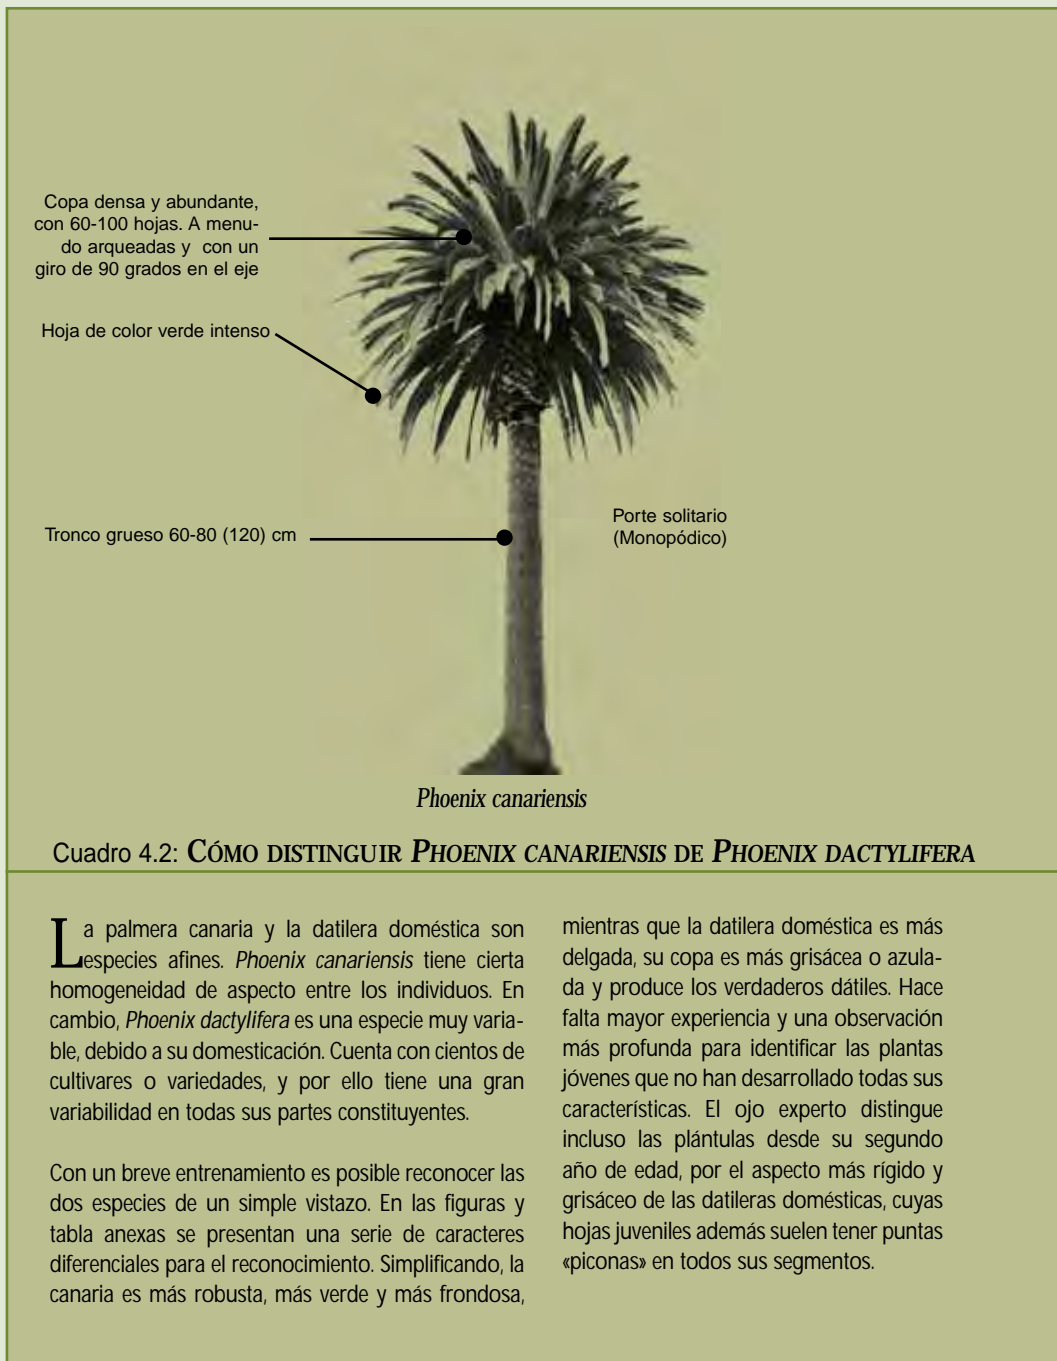 Copa densa y abundante,
con 60-100 hojas. A menu-
do arqueadas y con un
giro de 90 grados en el eje
Hoja de color verde intenso
Tronco grueso 60-80 (120) cm
Porte solitario
(Monopódico)
Phoenix canariensis
Cuadro 4.2: CÓMO DISTINGUIR PHOENIX CANARIENSIS DE PHOENIX DACTYLIFERA
La palmera canaria y la datilera doméstica son
especies afines. Phoenix canariensis tiene cierta
homogeneidad de aspecto entre los individuos. En
cambio, Phoenix dactylifera es una especie muy varia-
ble, debido a su domesticación. Cuenta con cientos de
cultivares o variedades, y por ello tiene una gran
variabilidad en todas sus partes constituyentes.
Con un breve entrenamiento es posible reconocer las
dos especies de un simple vistazo. En las figuras y
tabla anexas se presentan una serie de caracteres
diferenciales para el reconocimiento. Simplificando, la
canaria es más robusta, más verde y más frondosa,
mientras que la datilera doméstica es más
delgada, su copa es más grisácea o azula-
da y produce los verdaderos dátiles. Hace
falta mayor experiencia y una observación
más profunda para identificar las plantas
jóvenes que no han desarrollado todas sus
características. El ojo experto distingue
incluso las plántulas desde su segundo
año de edad, por el aspecto más rígido y
grisáceo de las datileras domésticas, cuyas
hojas juveniles además suelen tener puntas
«piconas» en todos sus segmentos.